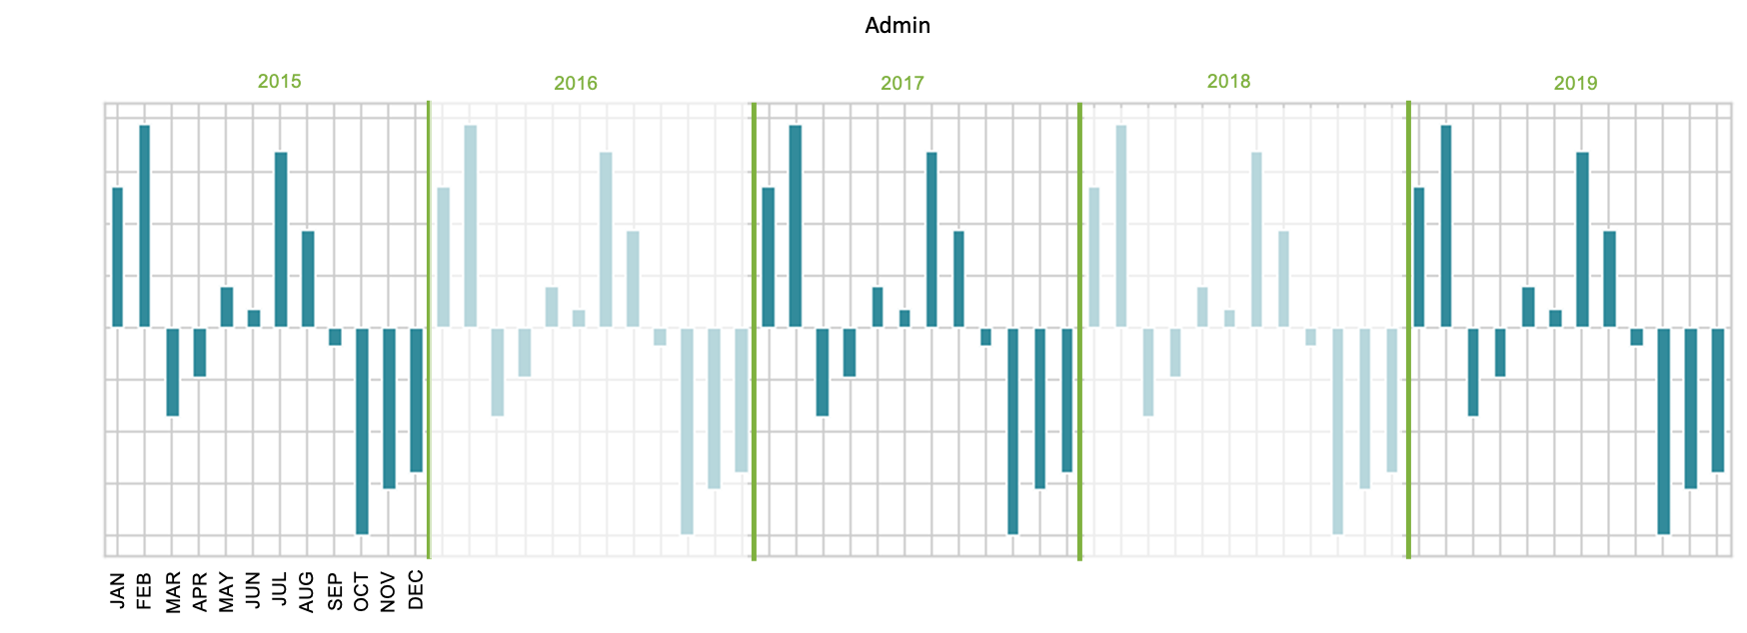 Admin
2015 2016 2017 2018 2019
JAN FEB MAR APR MAY JUN JUL AUG SEP OCT NOV DEC